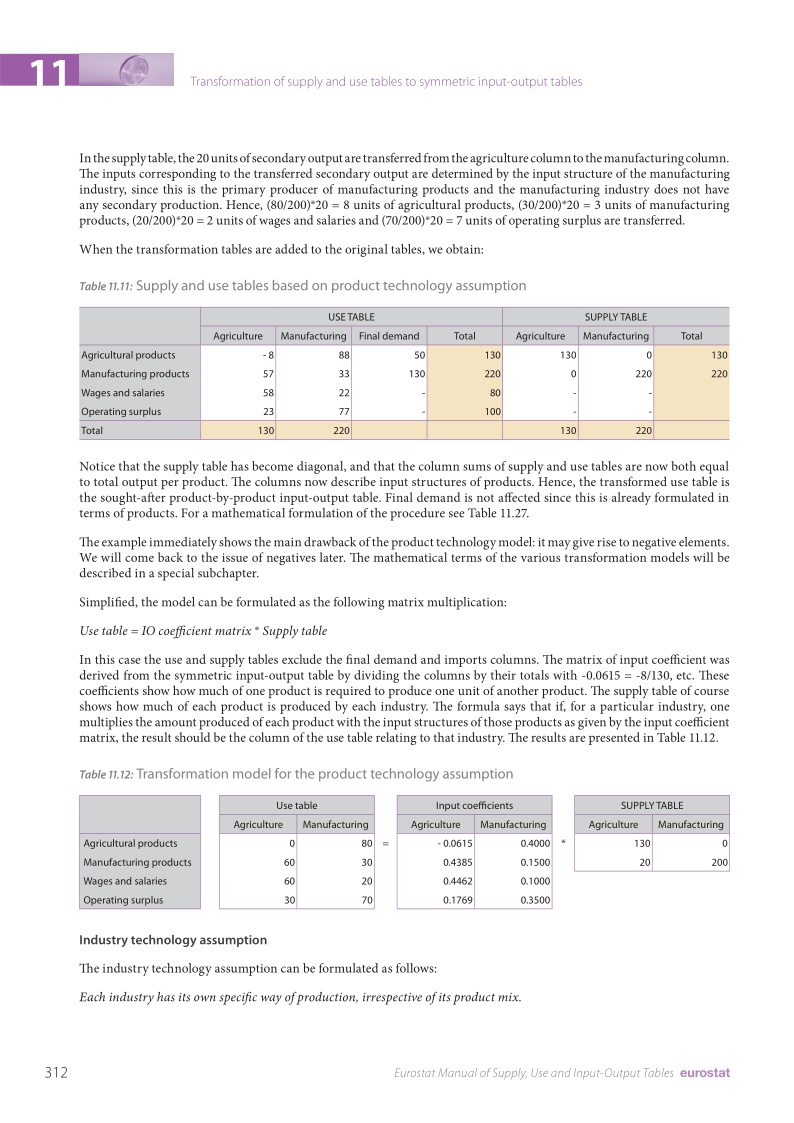 11
Transformation of supply and use tables to symmetric input-output tables
In the supply table, the 20 units of secondary output are transferred from the agriculture column to the manufacturing column.
The inputs corresponding to the transferred secondary output are determined by the input structure of the manufacturing
industry, since this is the primary producer of manufacturing products and the manufacturing industry does not have
any secondary production. Hence, (80/200)*20 = 8 units of agricultural products, (30/200)*20 = 3 units of manufacturing
products, (20/200)*20 = 2 units of wages and salaries and (70/200)*20 = 7 units of operating surplus are transferred.
When the transformation tables are added to the original tables, we obtain:
Table 11.11: Supply and use tables based on product technology assumption
USE TABLE SUPPLY TABLE
Agriculture Manufacturing Final demand Total Agriculture Manufacturing Total
Agricultural products - 8 88 50 130 130 0 130
Manufacturing products 57 33 130 220 0 220 220
Wages and salaries 58 22 - 80 - -
Operating surplus 23 77 - 100 - -
Total 130 220 130 220
Notice that the supply table has become diagonal, and that the column sums of supply and use tables are now both equal
to total output per product. The columns now describe input structures of products. Hence, the transformed use table is
the sought-after product-by-product input-output table. Final demand is not affected since this is already formulated in
terms of products. For a mathematical formulation of the procedure see Table 11.27.
The example immediately shows the main drawback of the product technology model: it may give rise to negative elements.
We will come back to the issue of negatives later. The mathematical terms of the various transformation models will be
described in a special subchapter.
Simplified, the model can be formulated as the following matrix multiplication:
Use table = IO coefficient matrix * Supply table
In this case the use and supply tables exclude the final demand and imports columns. The matrix of input coefficient was
derived from the symmetric input-output table by dividing the columns by their totals with -0.0615 = -8/130, etc. These
coefficients show how much of one product is required to produce one unit of another product. The supply table of course
shows how much of each product is produced by each industry. The formula says that if, for a particular industry, one
multiplies the amount produced of each product with the input structures of those products as given by the input coefficient
matrix, the result should be the column of the use table relating to that industry. The results are presented in Table 11.12.
Table 11.12: Transformation model for the product technology assumption
Use table Input coefficients SUPPLY TABLE
Agriculture Manufacturing Agriculture Manufacturing Agriculture Manufacturing
Agricultural products 0 80 = - 0.0615 0.4000 * 130 0
Manufacturing products 60 30 0.4385 0.1500 20 200
Wages and salaries 60 20 0.4462 0.1000
Operating surplus 30 70 0.1769 0.3500
Industry technology assumption
The industry technology assumption can be formulated as follows:
Each industry has its own specific way of production, irrespective of its product mix.
312
Eurostat Manual of Supply, Use and Input-Output Tables eurostat